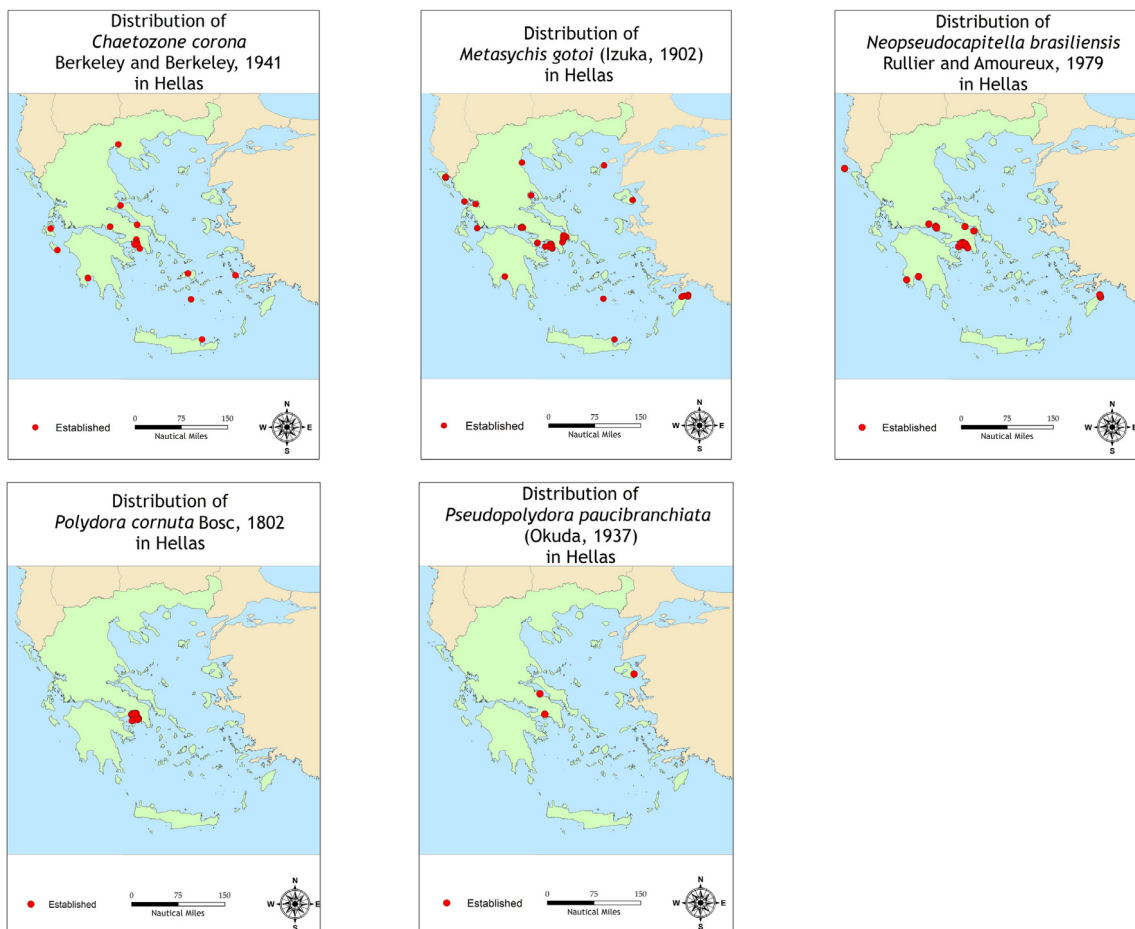 Distribution of
Chaetozone corona
Berkeley and Berkeley, 1941
in Hellas
N
W E
S
Established
0 75 150
Nautical Miles
Distribution of
Metasychis gotoi (Izuka, 1902)
in Hellas
N
W E
S
Established
0 75 150
Nautical Miles
Distribution of
Neopseudocapitella brasiliensis
Rullier and Amoureux, 1979
in Hellas
N
W E
S
Established
0 75 150
Nautical Miles
Distribution of
Polydora cornuta Bosc, 1802
in Hellas
N
W E
S
Established
0 75 150
Nautical Miles
Distribution of
Pseudopolydora paucibranchiata
(Okuda, 1937)
in Hellas
N
W E
S
Established
0 75 150
Nautical Miles